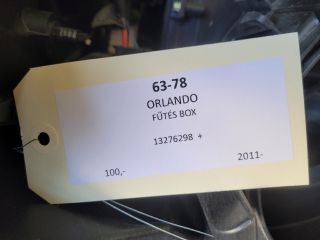 63-78
ORLANDO
FŰTÉS BOX
13276298 +
100,- 2011-